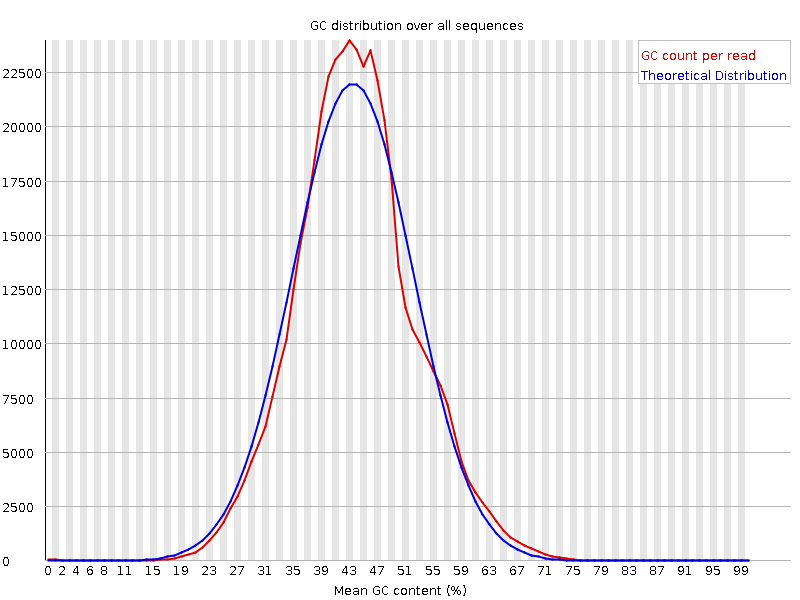 GC distribution over all sequences
GC count per read
Theoretical Distribution
22500
20000
17500
15000
12500
10000
7500
5000
2500
0
0 2 4 6 8 11 15 19 23 27 31 35 39 43 47 51 55 59 63 67 71 75 79 83 87 91 95 99
Mean GC content (%)